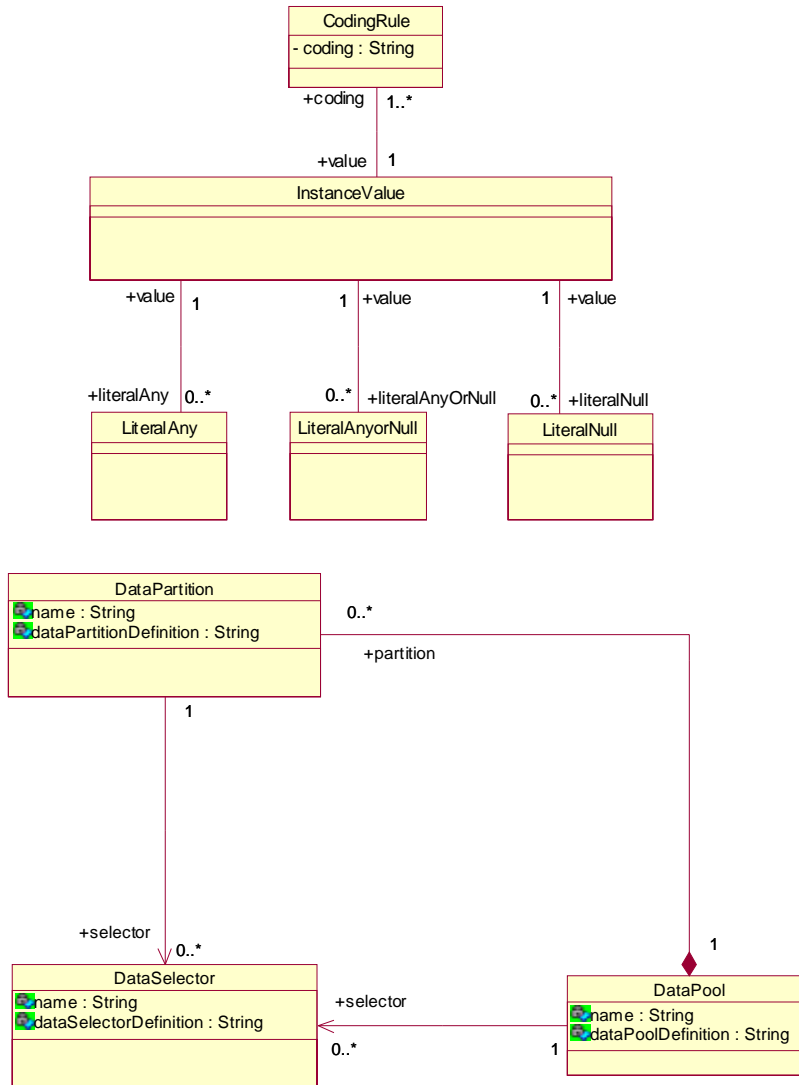 CodingRule
- coding : String
+coding 1..*
+value 1
InstanceValue
+value 1 1 +value 1 +value
+literalAny 0..* 0..* +literalAnyOrNull 0..* +literalNull
LiteralAny LiteralAnyorNull LiteralNull
DataPartition
name : String
dataPartitionDefinition : String
0..*
+partition
1
+selector
0..*
1
DataSelector
name : String
dataSelectorDefinition : String
+selector
0..* 1
DataPool
name : String
dataPoolDefinition : String